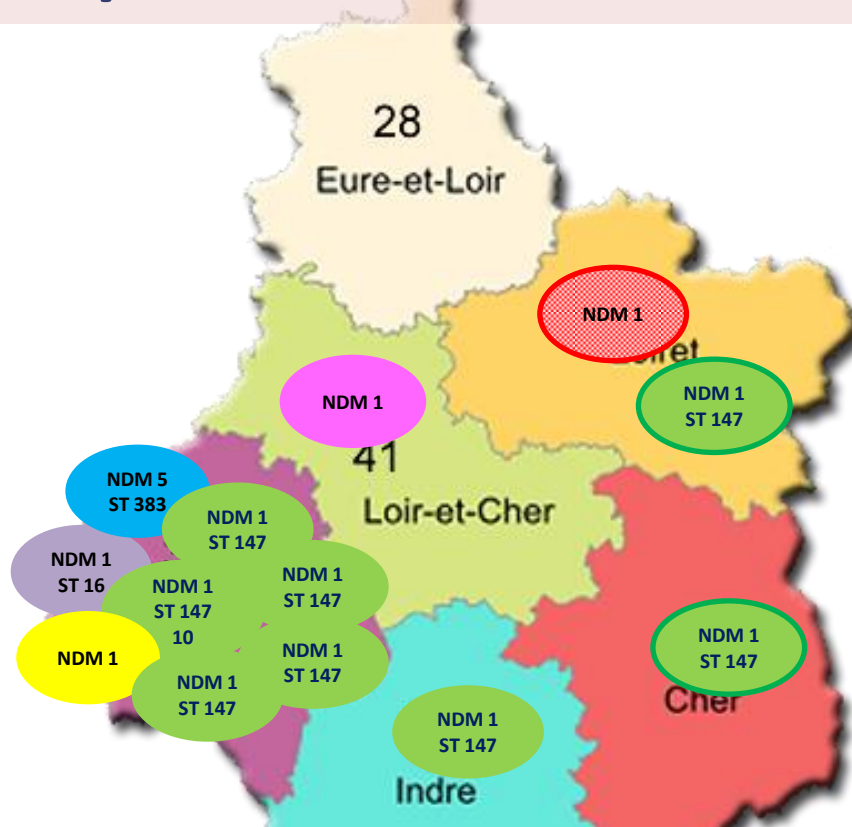 28
Eure-et-Loir
NDM 1
NDM 1
ST 147
NDM 1
41
Loir-et-Cher
NDM 5
ST 383
NDM 1
ST 147
NDM 1
ST 16
NDM 1
ST 147
10
NDM 1
ST 147
NDM 1
NDM 1
ST 147
NDM 1
ST 147
NDM 1
ST 147
Cher
NDM 1
ST 147
Indre